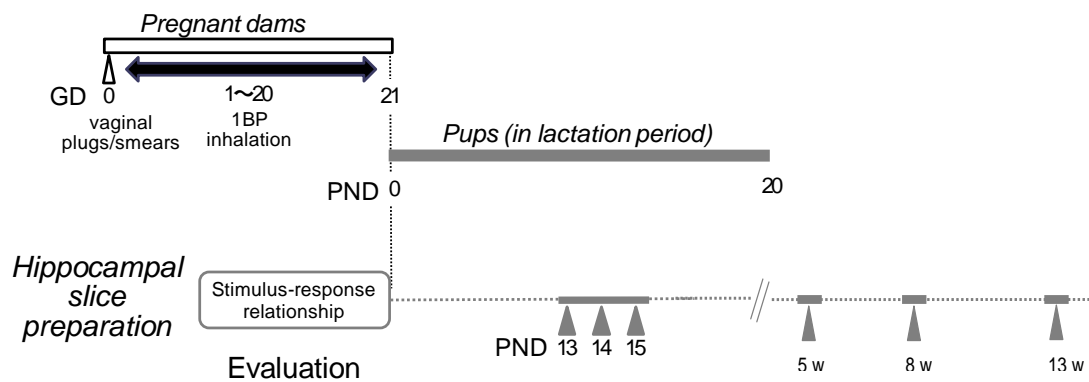 Pregnant dams
GD 0 1~20 21
vaginal
plugs/smears
1BP
inhalation
Pups (in lactation period)
PND 0 20
Hippocampal
slice
preparation
Stimulus-response
relationship
Evaluation
PND 13 14 15
5 w 8 w 13 w